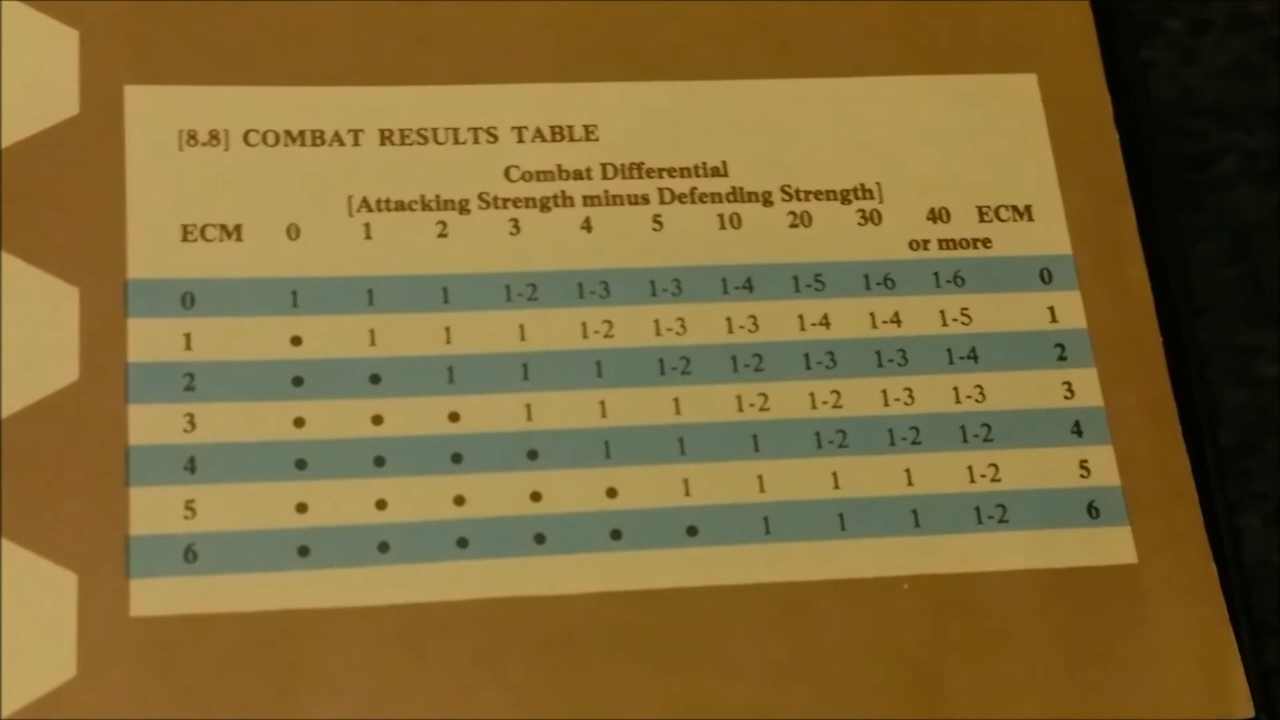 [8.8] COMBAT RESULTS TABLE
Combat Differential
[Attacking Strength minus Defending Strength]
ECM 0 1 2 3 4 5 10 20 30 40 ECM
or more
0 1 1 1 1-2 1-3 1-3 1-4 1-5 1-6 1-6 0
1 • 1 1 1 1-2 1-3 1-3 1-4 1-4 1-5 1
2 • • 1 1 1 1-2 1-2 1-3 1-3 1-4 2
3 • • • 1 1 1 1-2 1-2 1-3 1-3 3
4 • • • • 1 1 1 1-2 1-2 1-2 4
5 • • • • • 1 1 1 1 1-2 5
6 • • • • • • 1 1 1 1-2 6